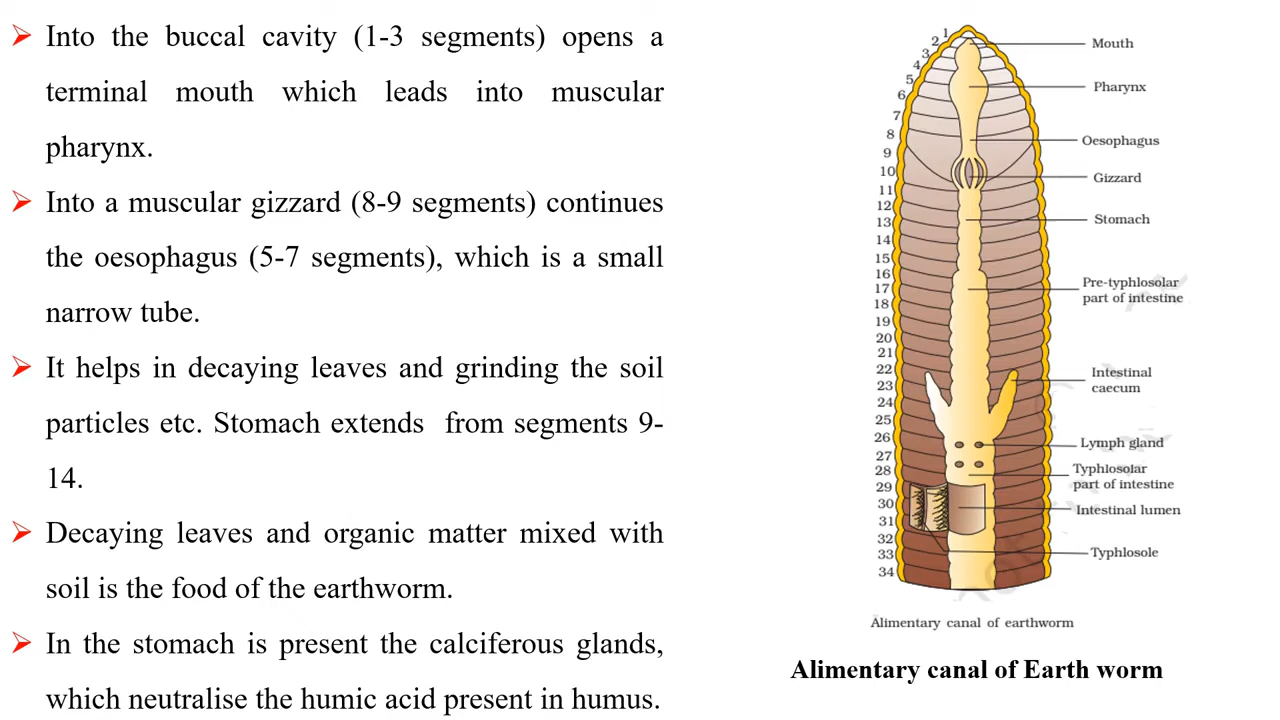 ➢ Into the buccal cavity (1-3 segments) opens a
terminal mouth which leads into muscular
pharynx.
➢ Into a muscular gizzard (8-9 segments) continues
the oesophagus (5-7 segments), which is a small
narrow tube.
➢ It helps in decaying leaves and grinding the soil
particles etc. Stomach extends from segments 9-
14.
➢ Decaying leaves and organic matter mixed with
soil is the food of the earthworm.
➢ In the stomach is present the calciferous glands,
which neutralise the humic acid present in humus.
1
2
3
4
5
6
7
8
9
10
11
12
13
14
15
16
17
18
19
20
21
22
23
24
25
26
27
28
29
30
31
32
33
34
Mouth
Pharynx
Oesophagus
Gizzard
Stomach
Pre-typhlosolar
part of intestine
Intestinal
caecum
Lymph gland
Typhlosolar
part of intestine
Intestinal lumen
Typhlosole
Alimentary canal of earthworm
Alimentary canal of Earth worm